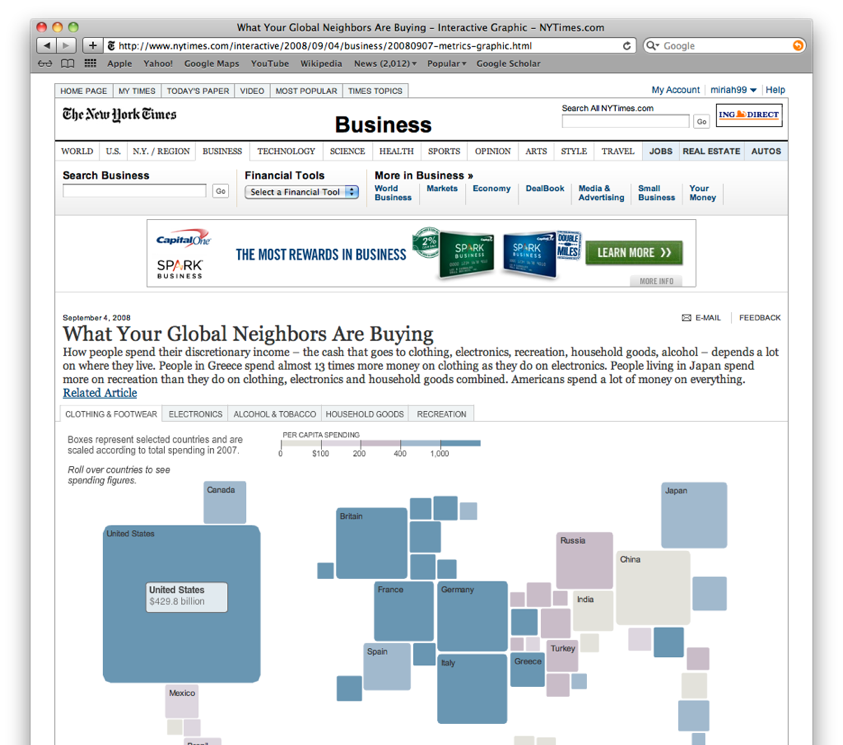 What Your Global Neighbors Are Buying – Interactive Graphic – NYTimes.com
http://www.nytimes.com/interactive/2008/09/04/business/20080907-metrics-graphic.html
Google
Apple Yahoo! Google Maps YouTube Wikipedia News (2,012) Popular Google Scholar
HOME PAGE MY TIMES TODAY'S PAPER VIDEO MOST POPULAR TIMES TOPICS
My Account miriah99 Help
The New York Times
Business
Search All NYTimes.com
Go
ING DIRECT
WORLD U.S. N.Y. / REGION BUSINESS TECHNOLOGY SCIENCE HEALTH SPORTS OPINION ARTS STYLE TRAVEL JOBS REAL ESTATE AUTOS
Search Business
Go
Financial Tools
Select a Financial Tool
More in Business »
World Business
Markets
Economy
DealBook
Media & Advertising
Small Business
Your Money
Capital One
SPARK
BUSINESS
THE MOST REWARDS IN BUSINESS
2%
SPARK
BUSINESS
SPARK
BUSINESS
DOUBLE
MILES
LEARN MORE
MORE INFO
September 4, 2008
E-MAIL FEEDBACK
What Your Global Neighbors Are Buying
How people spend their discretionary income – the cash that goes to clothing, electronics, recreation, household goods, alcohol – depends a lot
on where they live. People in Greece spend almost 13 times more money on clothing as they do on electronics. People living in Japan spend
more on recreation than they do on clothing, electronics and household goods combined. Americans spend a lot of money on everything.
Related Article
CLOTHING & FOOTWEAR ELECTRONICS ALCOHOL & TOBACCO HOUSEHOLD GOODS RECREATION
Boxes represent selected countries and are
scaled according to total spending in 2007.
Roll over countries to see
spending figures.
PER CAPITA SPENDING
0 $100 200 400 1,000
Canada
Japan
Britain
United States
Russia
China
United States
$429.8 billion
France
Germany
India
Spain
Turkey
Italy
Greece
Mexico
Brazil